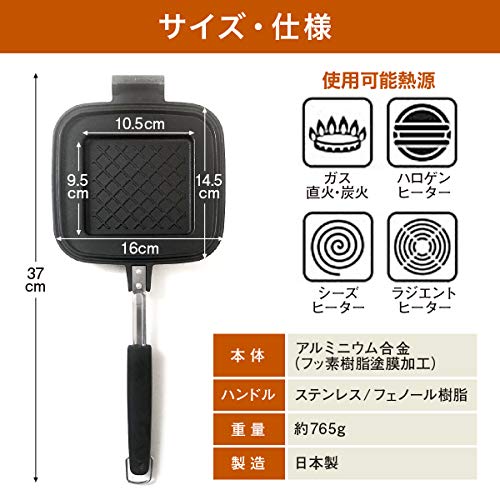 サイズ・仕様
使用可能熱源
ガス
直火・炭火
ハロゲン
ヒーター
シーズ
ヒーター
ラジエント
ヒーター
10.5cm
9.5
cm
14.5
cm
16cm
37
cm
本体 アルミニウム合金
(フッ素樹脂塗膜加工)
ハンドル ステンレス/フェノール樹脂
重量 約765g
製造 日本製